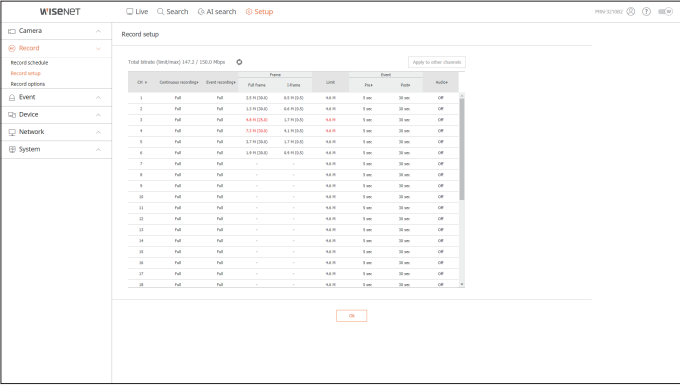 WISENET
Live Search AI search Setup
PRN-3210B2
Camera
Record
Record schedule
Record setup
Record options
Event
Device
Network
System
Record setup
Total bitrate (limit/max) 147.2 / 150.0 Mbps
Apply to other channels
CH Continuous recording Event recording Frame Limit Event Audio
Full frame I-frame Pre Post
1 Full Full 2.5 M (30.0) 0.5 M (0.5) 4.6 M 5 sec 30 sec Off
2 Full Full 1.3 M (30.0) 0.6 M (0.5) 4.6 M 5 sec 30 sec Off
3 Full Full 4.8 M (25.0) 1.7 M (0.5) 4.6 M 5 sec 30 sec Off
4 Full Full 7.3 M (30.0) 4.1 M (0.5) 4.6 M 5 sec 30 sec Off
5 Full Full 3.7 M (30.0) 1.7 M (0.5) 4.6 M 5 sec 30 sec Off
6 Full Full 1.9 M (30.0) 0.9 M (0.5) 4.6 M 5 sec 30 sec Off
7 Full Full - - 4.6 M 5 sec 30 sec Off
8 Full Full - - 4.6 M 5 sec 30 sec Off
9 Full Full - - 4.6 M 5 sec 30 sec Off
10 Full Full - - 4.6 M 5 sec 30 sec Off
11 Full Full - - 4.6 M 5 sec 30 sec Off
12 Full Full - - 4.6 M 5 sec 30 sec Off
13 Full Full - - 4.6 M 5 sec 30 sec Off
14 Full Full - - 4.6 M 5 sec 30 sec Off
15 Full Full - - 4.6 M 5 sec 30 sec Off
16 Full Full - - 4.6 M 5 sec 30 sec Off
17 Full Full - - 4.6 M 5 sec 30 sec Off
18 Full Full - - 4.6 M 5 sec 30 sec Off
OK